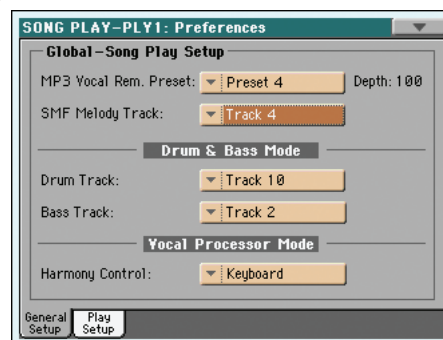 SONG PLAY-PLY1: Preferences
Global-Song Play Setup
MP3 Vocal Rem. Preset: Preset 4 Depth: 100
SMF Melody Track: Track 4
Drum & Bass Mode
Drum Track: Track 10
Bass Track: Track 2
Vocal Processor Mode
Harmony Control: Keyboard
General Setup Play Setup